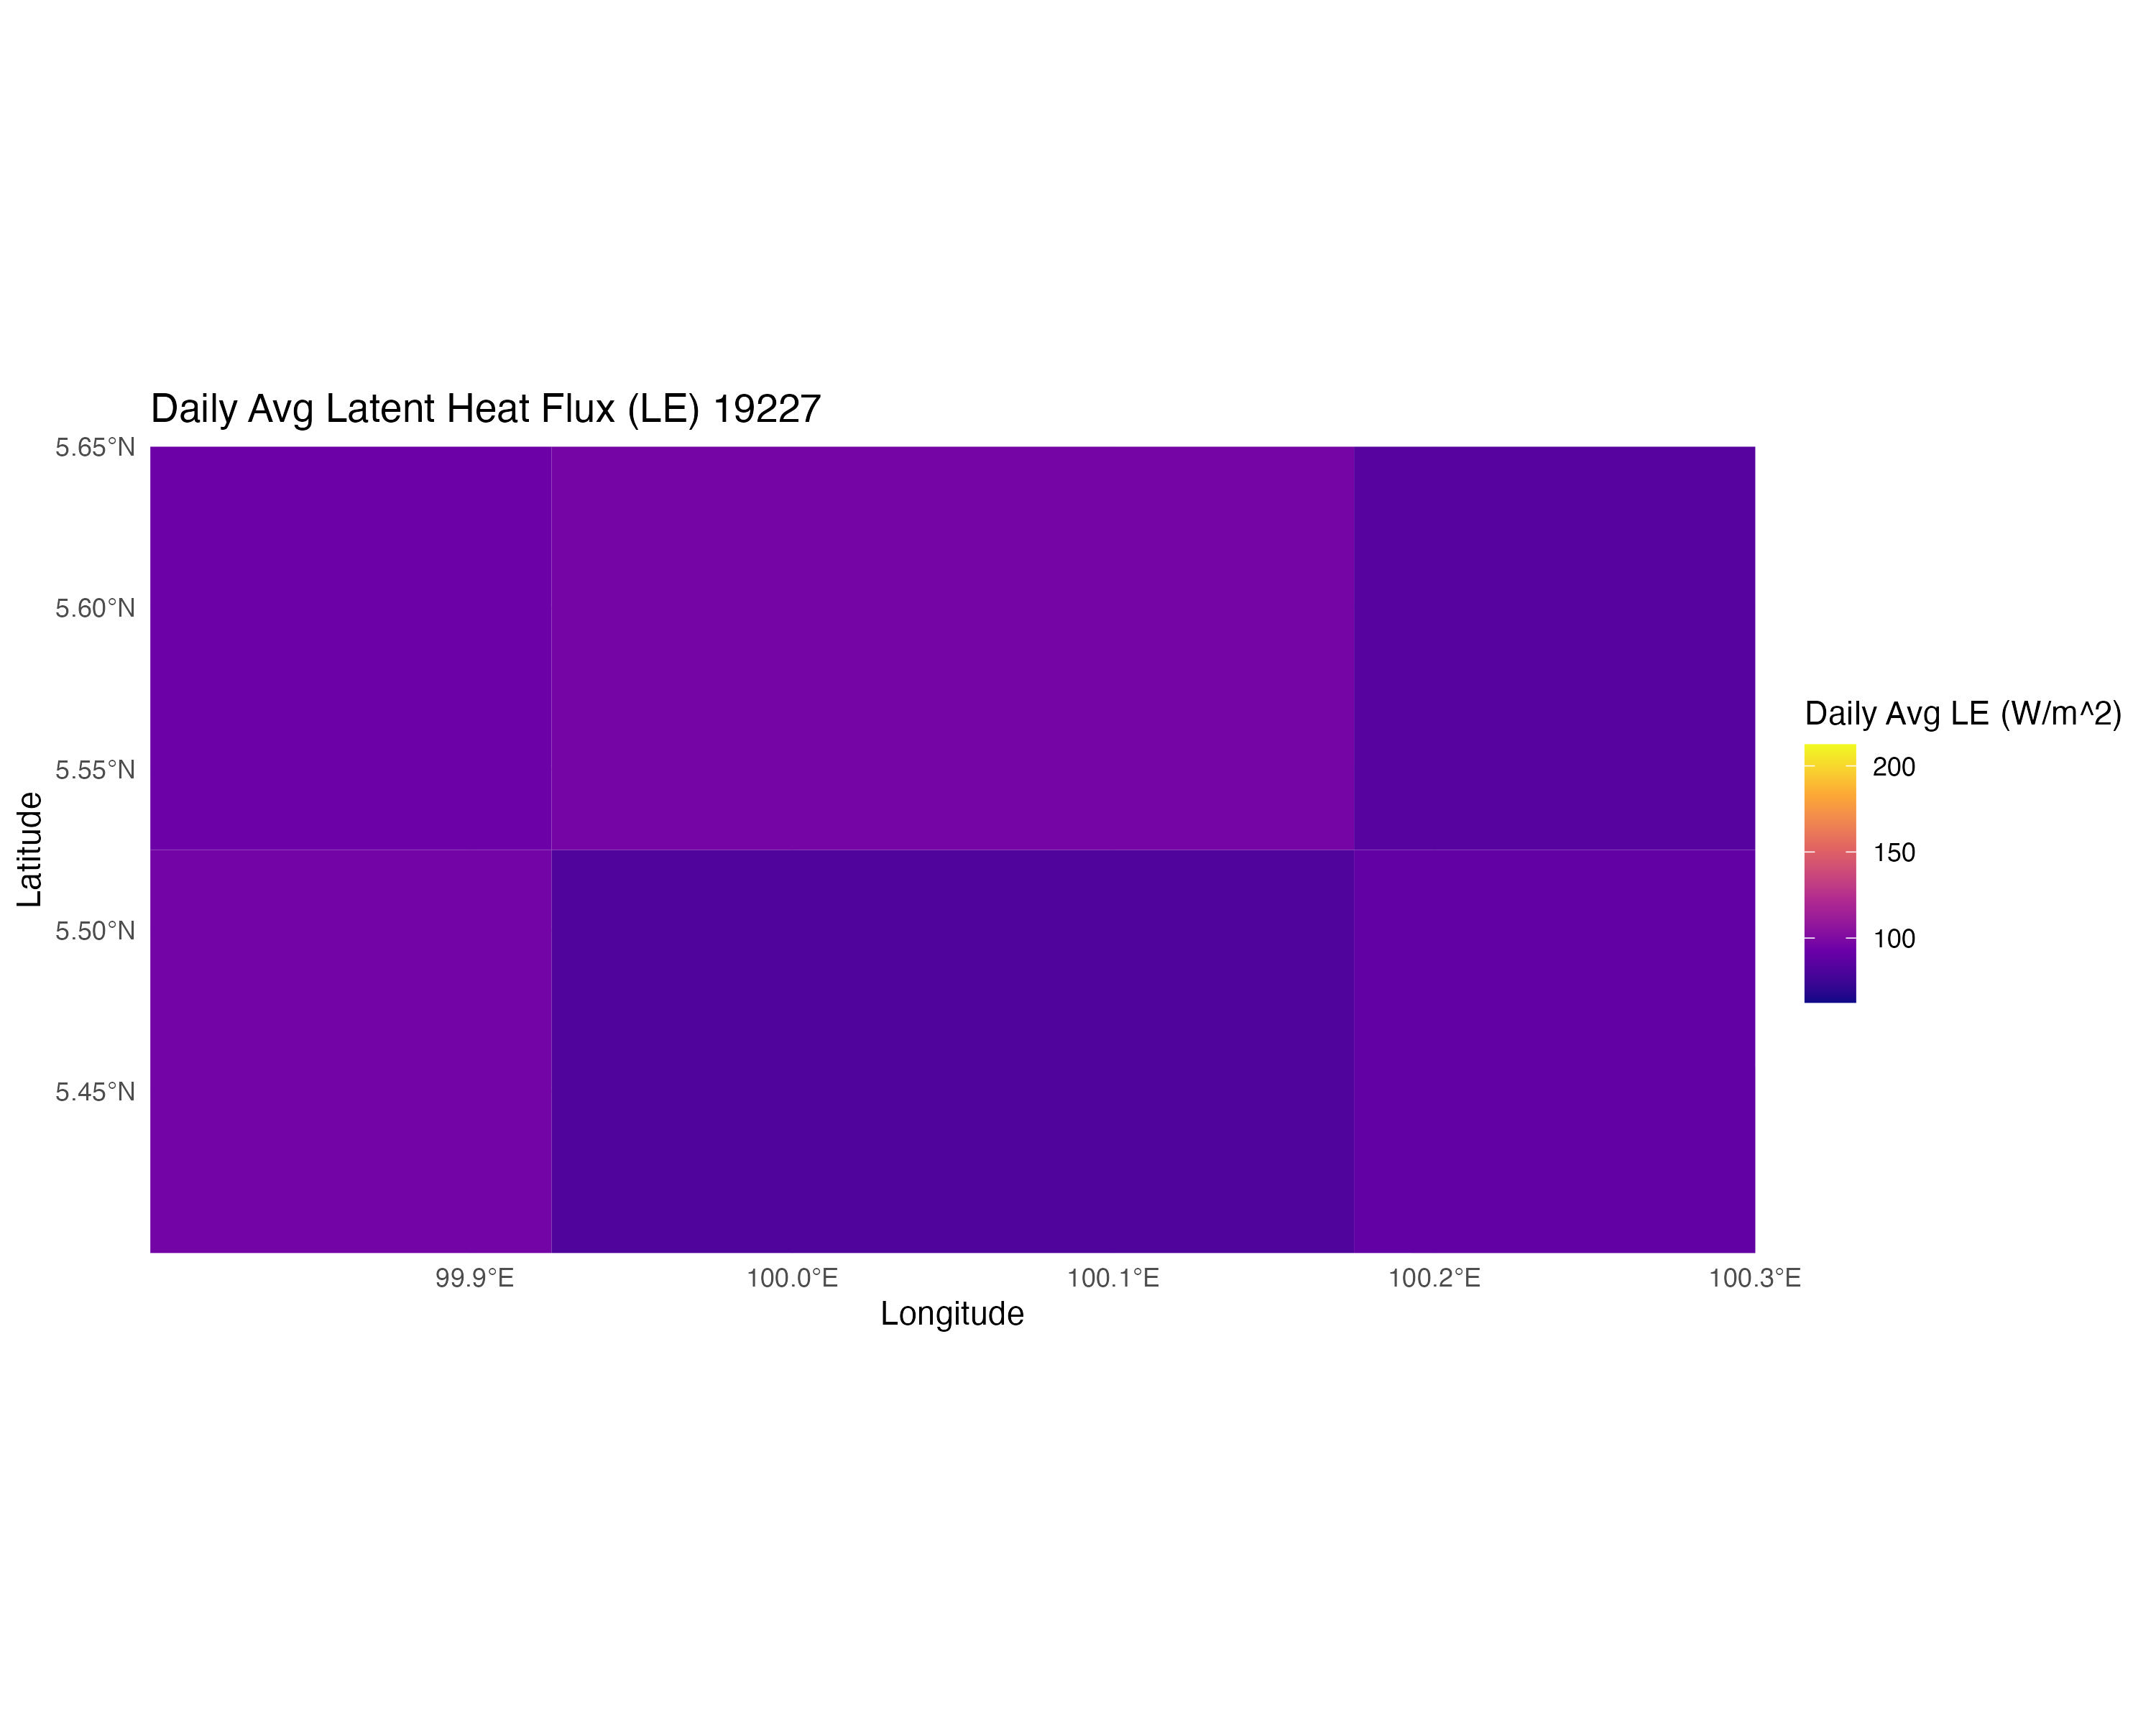 Daily Avg Latent Heat Flux (LE) 19227
5.65°N
5.60°N
5.55°N
5.50°N
5.45°N
Latitude
99.9°E
100.0°E
100.1°E
100.2°E
100.3°E
Longitude
Daily Avg LE (W/m^2)
200
150
100